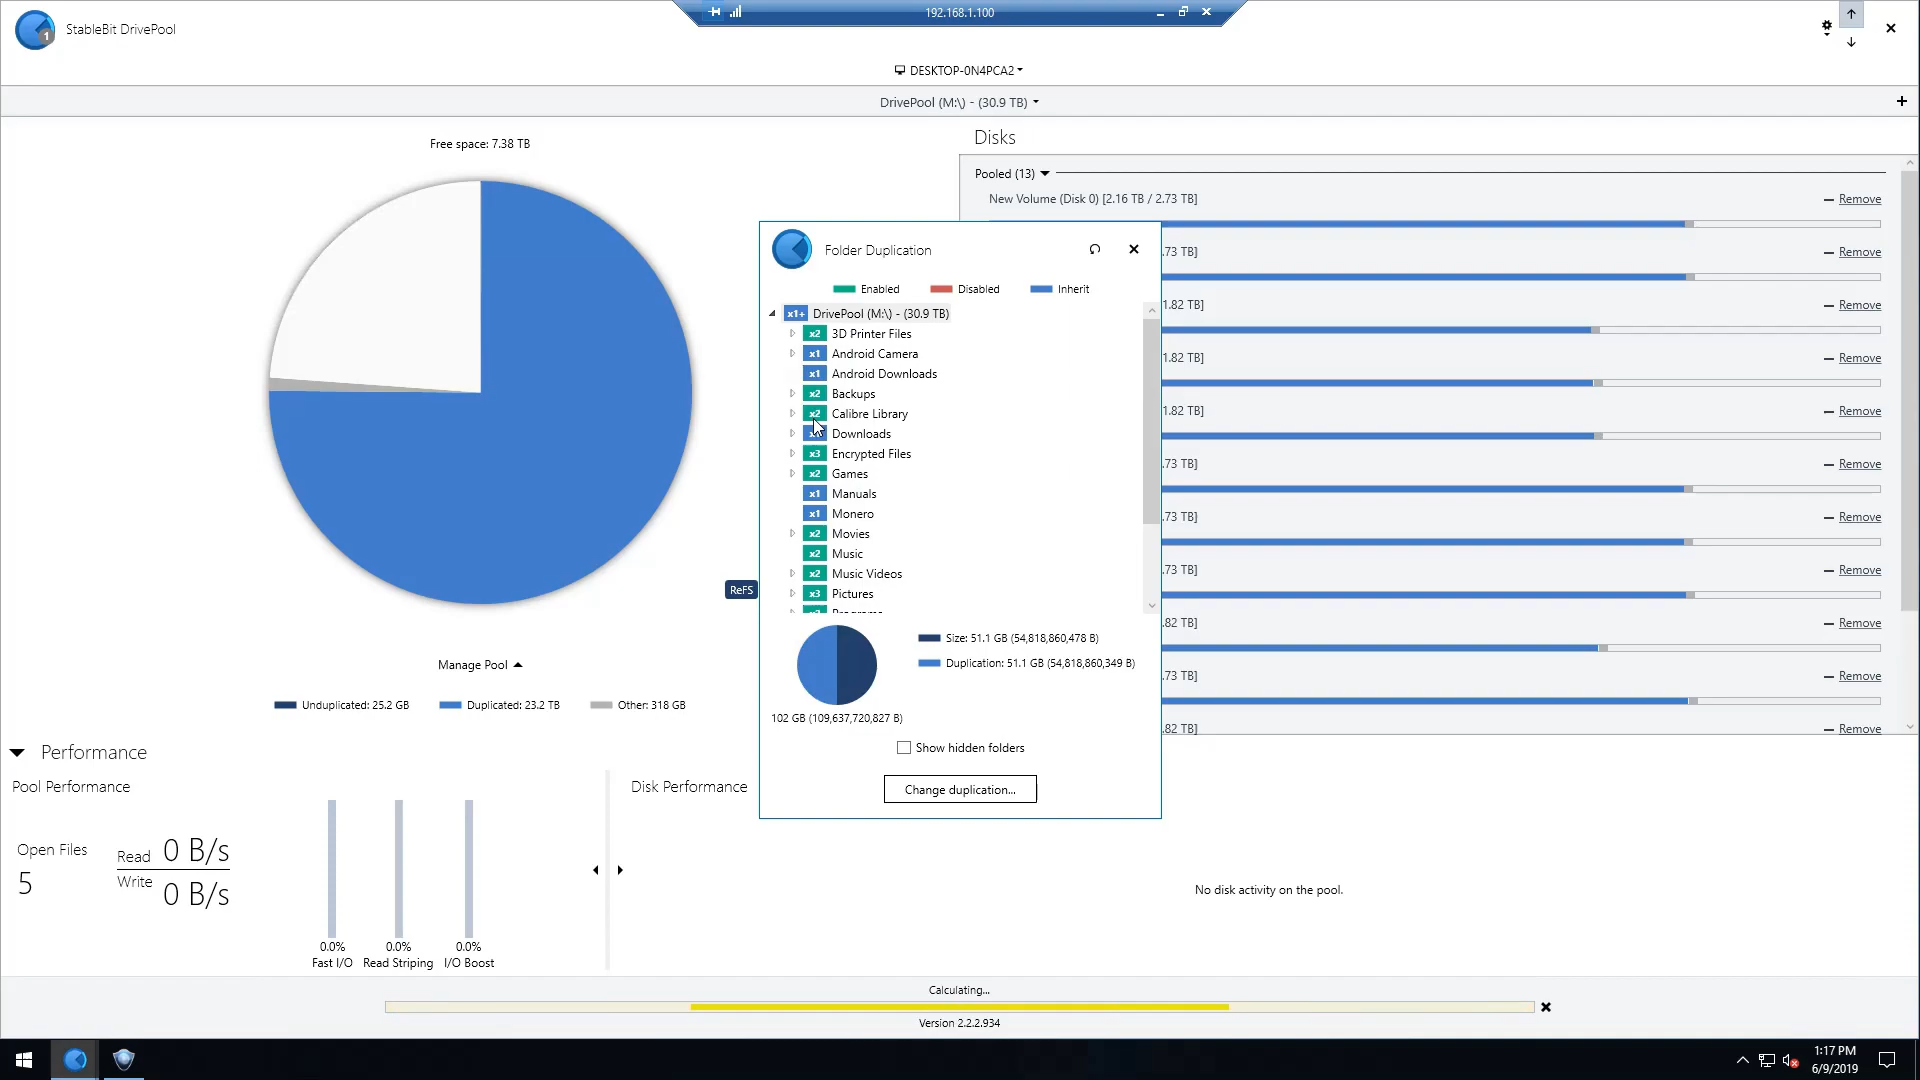 192.168.1.100
1
StableBit DrivePool
DESKTOP-0N4PCA2
DrivePool (M:\) - (30.9 TB)
Free space: 7.38 TB
ReFS
Manage Pool
Unduplicated: 25.2 GB
Duplicated: 23.2 TB
Other: 318 GB
Disks
Pooled (13)
New Volume (Disk 0) [2.16 TB / 2.73 TB]
Remove
.73 TB]
Remove
1.82 TB]
Remove
1.82 TB]
Remove
1.82 TB]
Remove
.73 TB]
Remove
.73 TB]
Remove
.73 TB]
Remove
.82 TB]
Remove
.73 TB]
Remove
.82 TB]
Remove
Folder Duplication
Enabled
Disabled
Inherit
x1+ DrivePool (M:\) - (30.9 TB)
x2 3D Printer Files
x1 Android Camera
x1 Android Downloads
x2 Backups
x2 Calibre Library
Downloads
x3 Encrypted Files
x2 Games
x1 Manuals
x1 Monero
x2 Movies
x2 Music
x2 Music Videos
x3 Pictures
Programs
Size: 51.1 GB (54,818,860,478 B)
Duplication: 51.1 GB (54,818,860,349 B)
102 GB (109,637,720,827 B)
Show hidden folders
Change duplication...
Performance
Pool Performance
Open Files
5
Read 0 B/s
Write 0 B/s
0.0%
Fast I/O
0.0%
Read Striping
0.0%
I/O Boost
Disk Performance
No disk activity on the pool.
Calculating...
Version 2.2.2.934
1:17 PM
6/9/2019